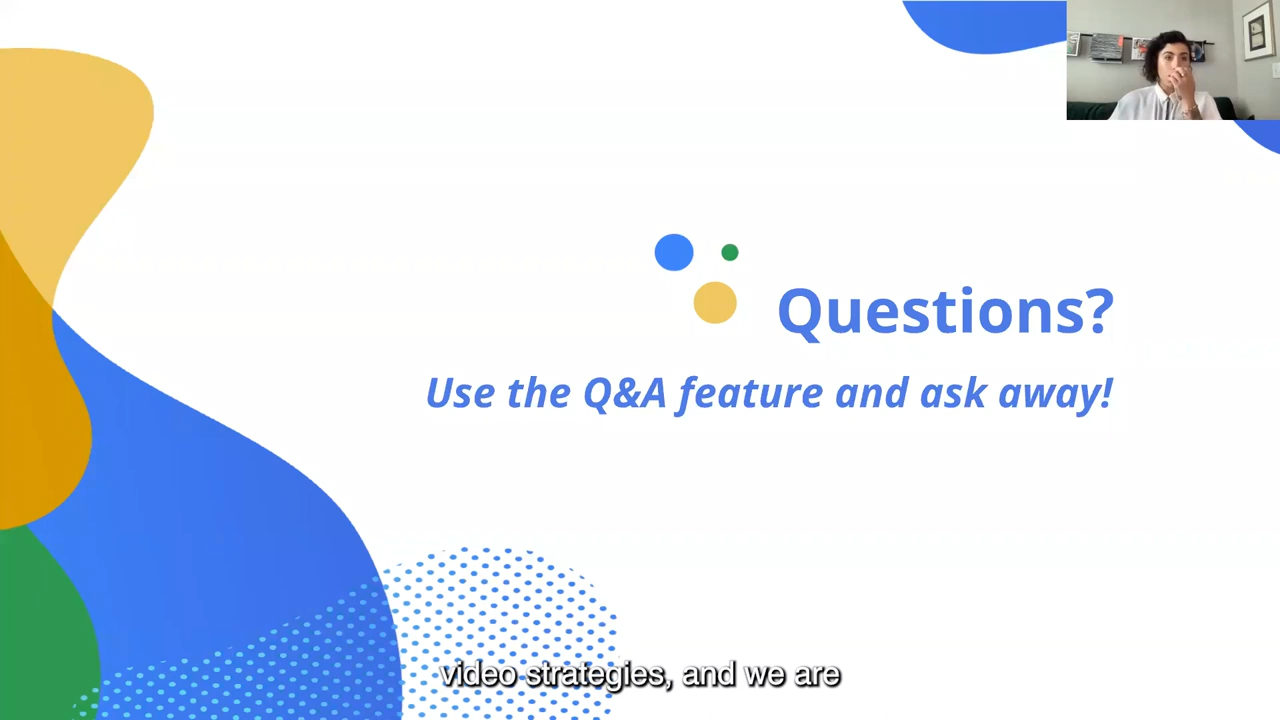 Questions?
Use the Q&A feature and ask away!
video strategies, and we are